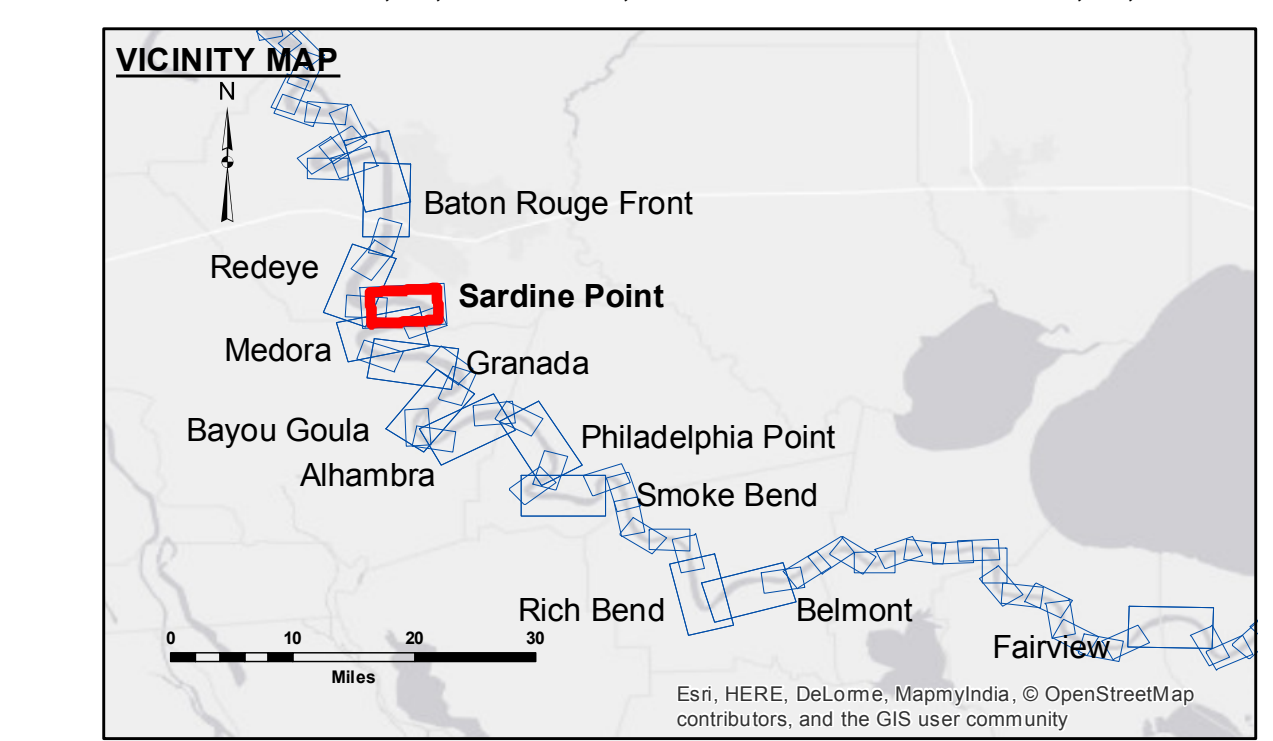 VICINITY MAP
N
Baton Rouge Front
Redeye
Sardine Point
Medora
Granada
Bayou Goula
Philadelphia Point
Alhambra
Smoke Bend
Rich Bend
Belmont
Fairview
0 10 20 30
Miles
Esri, HERE, DeLorme, MapmyIndia, © OpenStreetMap
contributors, and the GIS user community